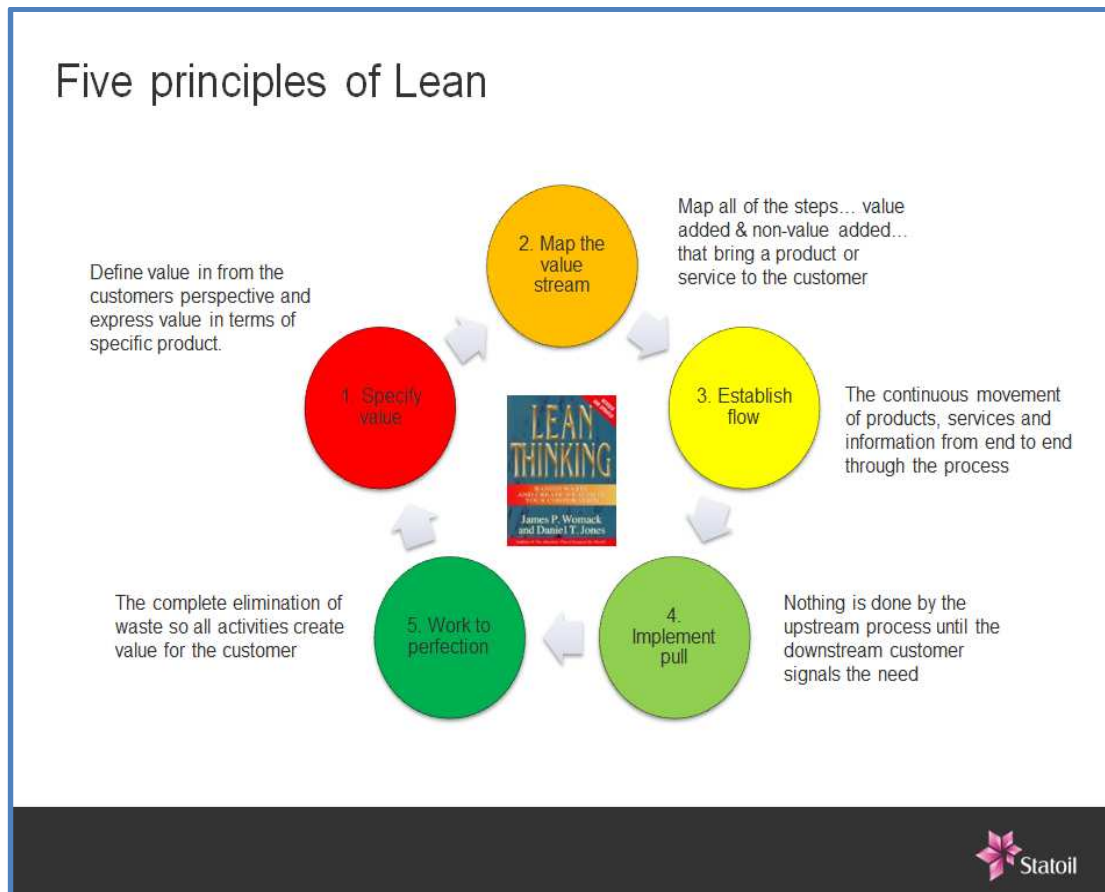 Five principles of Lean
Define value in from the
customers perspective and
express value in terms of
specific product.
1. Specify
value
2. Map the
value
stream
Map all of the steps… value
added & non-value added…
that bring a product or
service to the customer
3. Establish
flow
The continuous movement
of products, services and
information from end to end
through the process
4.
Implement
pull
Nothing is done by the
upstream process until the
downstream customer
signals the need
5. Work to
perfection
The complete elimination of
waste so all activities create
value for the customer
LEAN
THINKING
James P. Womack
and Daniel T. Jones
Statoil